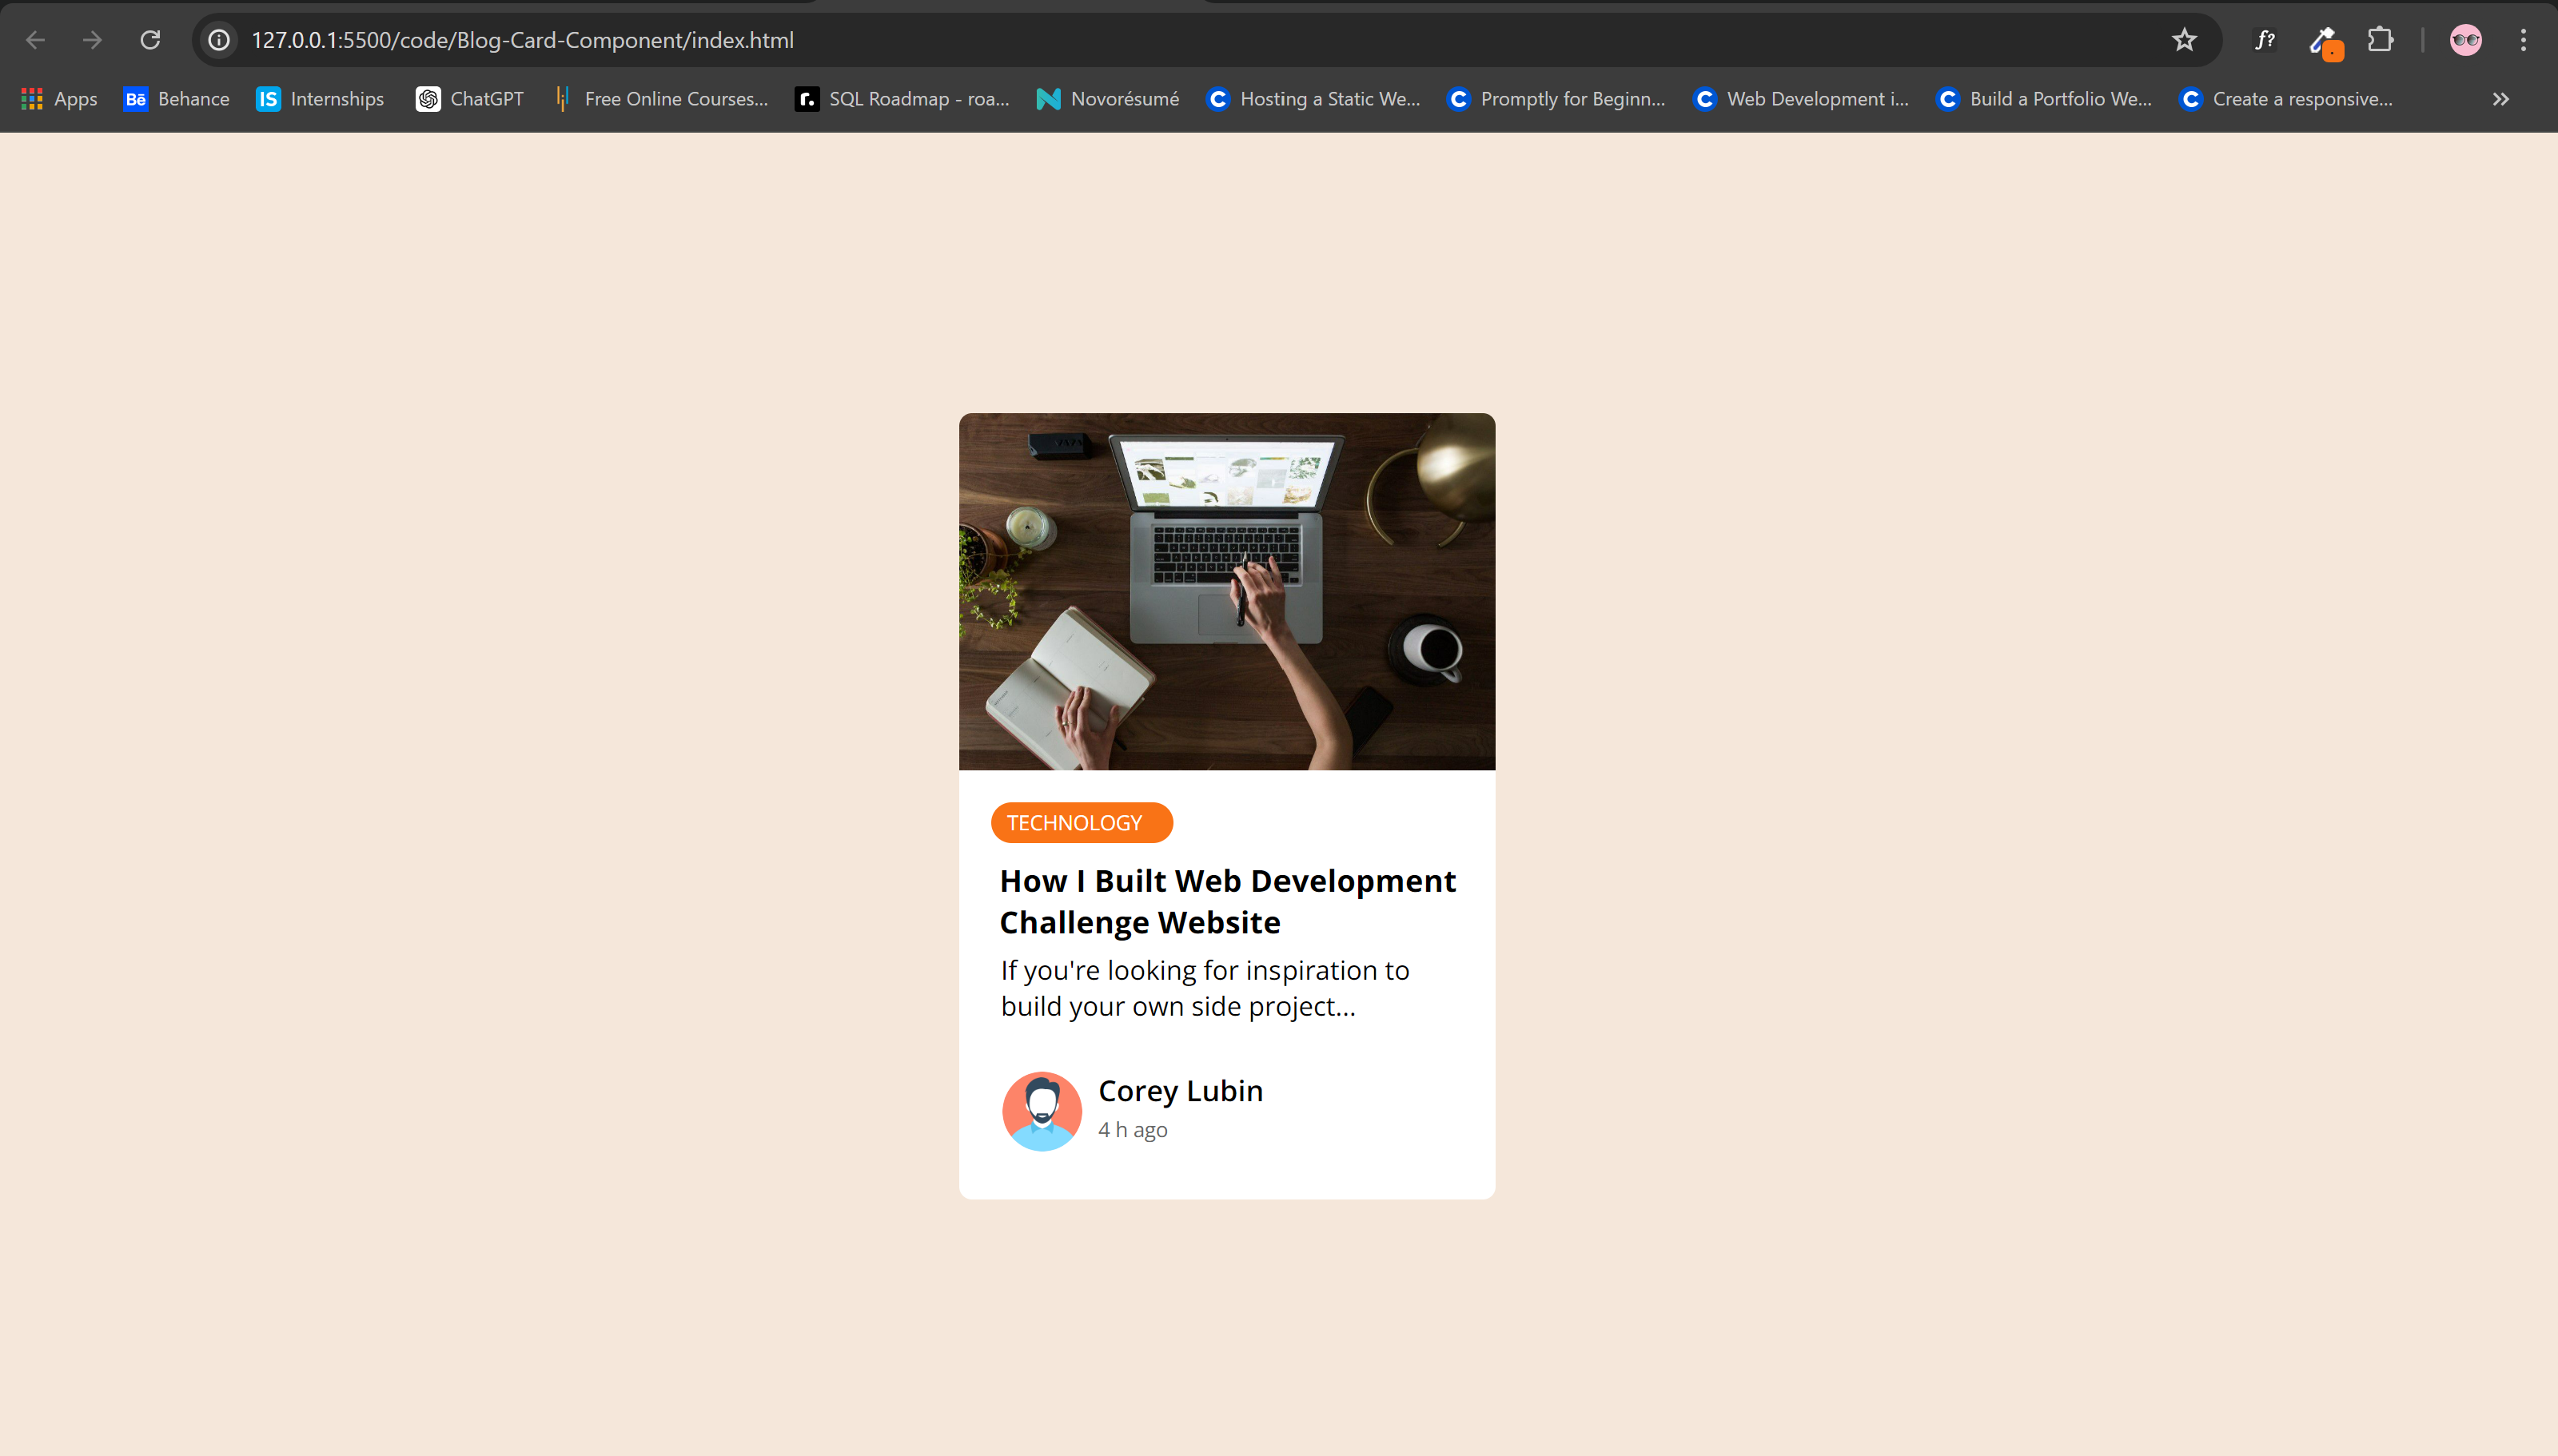 127.0.0.1:5500/code/Blog-Card-Component/index.html
f?
Apps
Bē Behance
IS Internships
ChatGPT
Free Online Courses...
r. SQL Roadmap - roa...
Novorésumé
C Hosting a Static We...
C Promptly for Beginn...
C Web Development i...
C Build a Portfolio We...
C Create a responsive...
TECHNOLOGY
How I Built Web Development
Challenge Website
If you're looking for inspiration to
build your own side project...
Corey Lubin
4 h ago